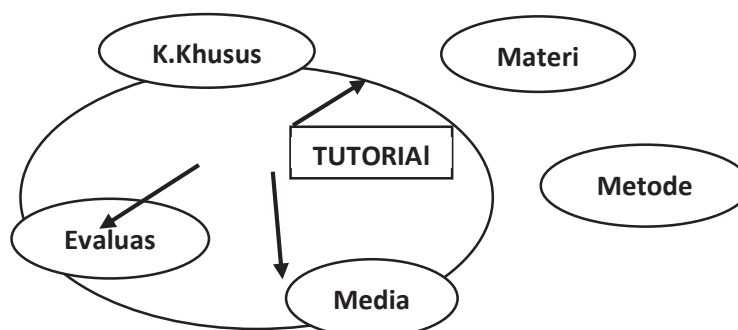 K.Khusus
Materi
TUTORIAl
Metode
Evaluas
Media